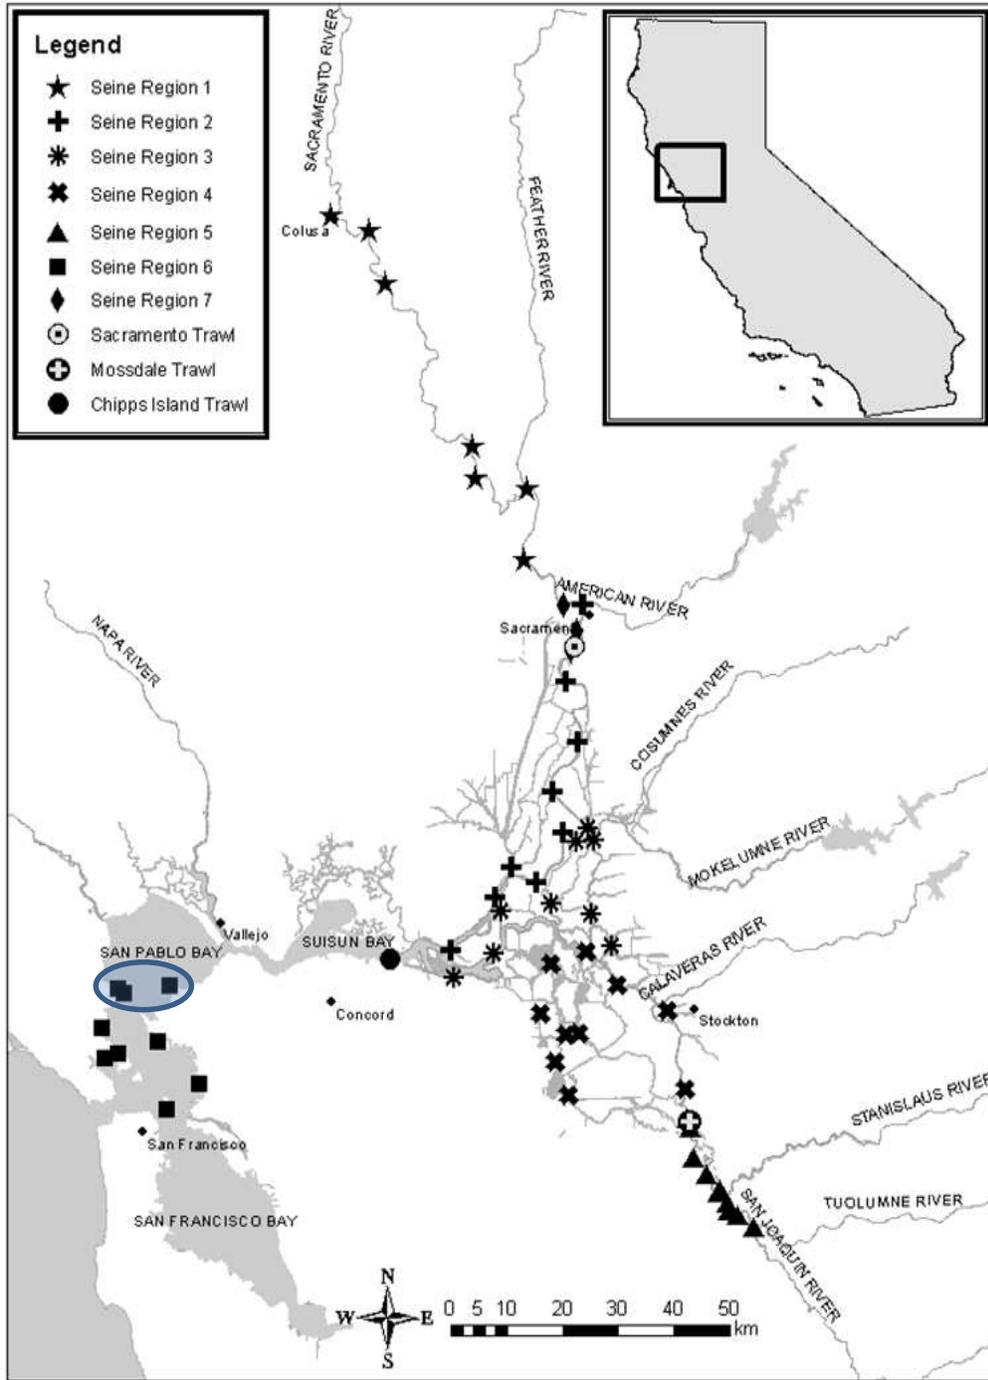 Legend
Seine Region 1
Seine Region 2
Seine Region 3
Seine Region 4
Seine Region 5
Seine Region 6
Seine Region 7
Sacramento Trawl
Mossdale Trawl
Chipps Island Trawl
SACRAMENTO RIVER
FEATHER RIVER
Colusa
AMERICAN RIVER
Sacramen
NAPA RIVER
COSUMNES RIVER
MOKELUMNE RIVER
Vallejo
SUISUN BAY
SAN PABLO BAY
CALAVERAS RIVER
Concord
Stockton
STANISLAUS RIVER
San Francisco
SAN JOAQUIN RIVER
TUOLUMNE RIVER
SAN FRANCISCO BAY
N
W E
S
0 5 10 20 30 40 50
km